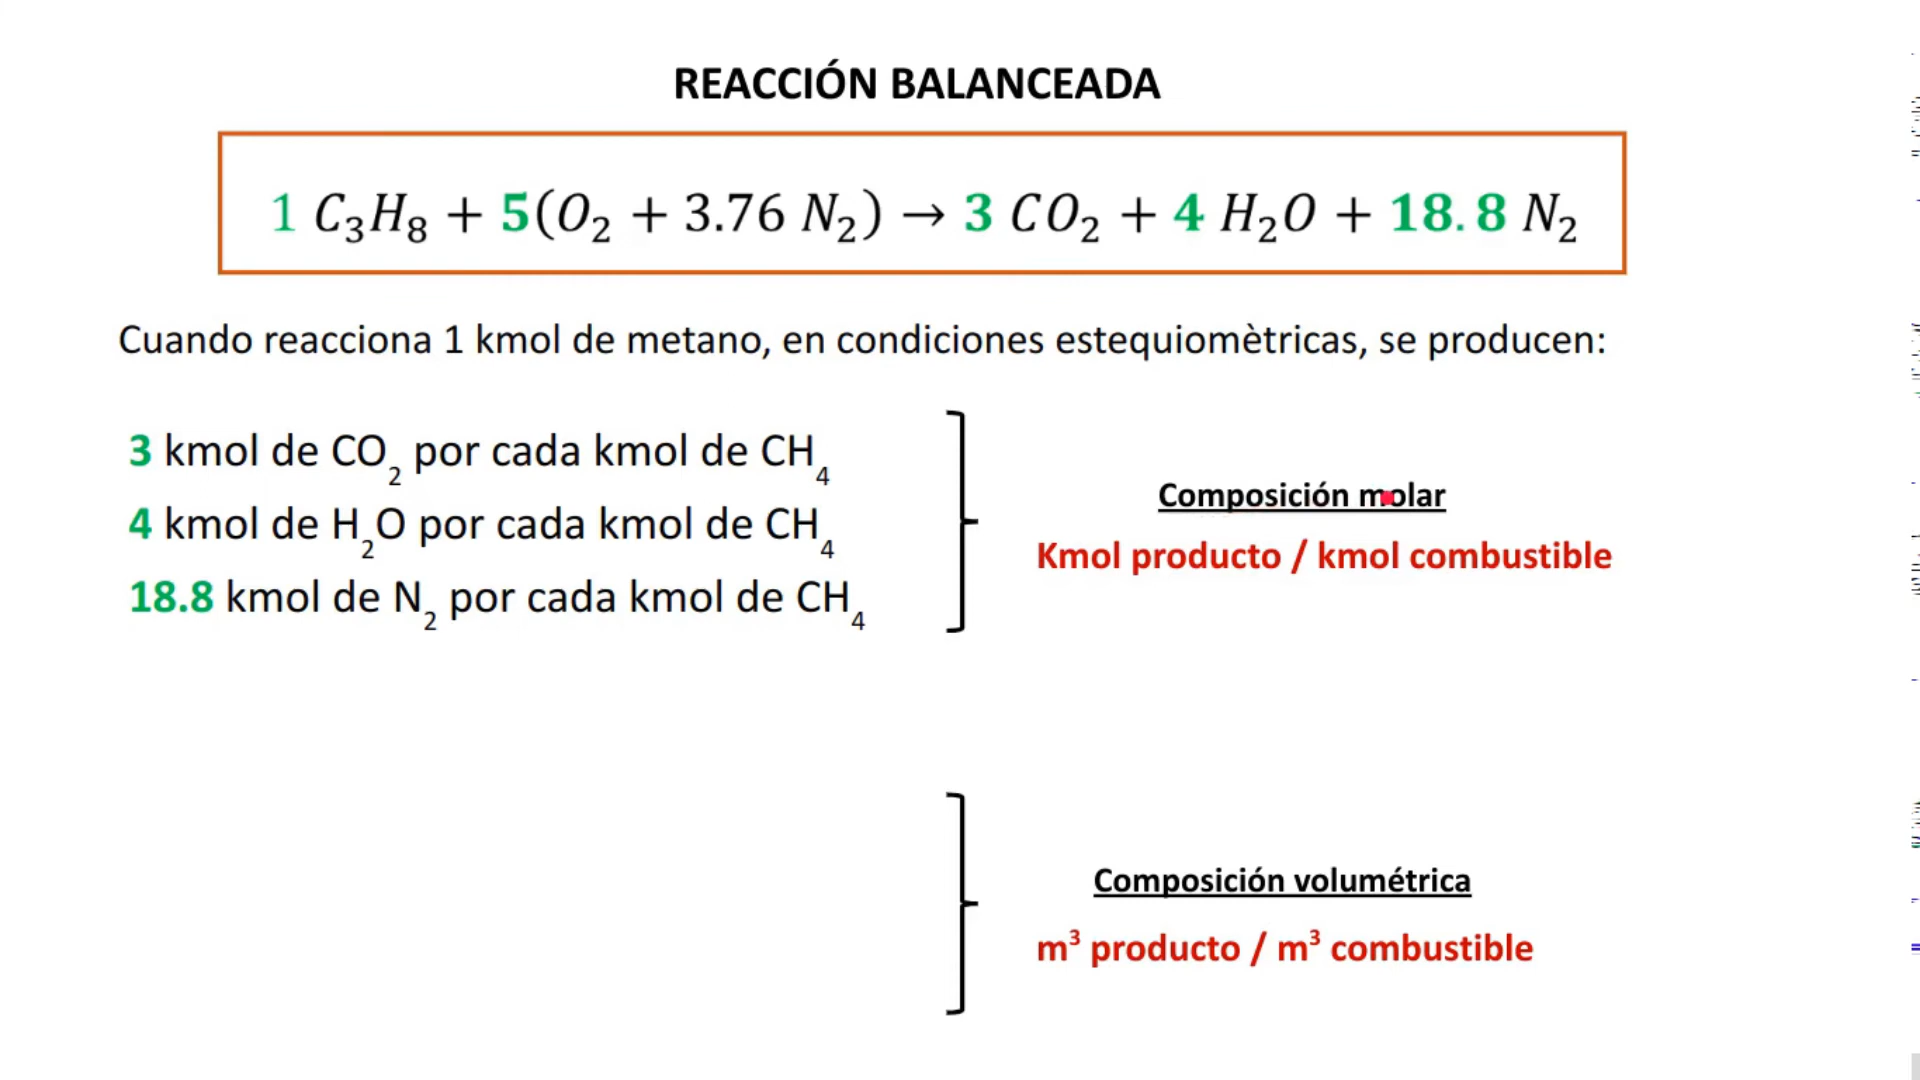 REACCIÓN BALANCEADA
1 C₃H₈ + 5(O₂ + 3.76 N₂) → 3 CO₂ + 4 H₂O + 18.8 N₂
Cuando reacciona 1 kmol de metano, en condiciones estequiomètricas, se producen:
3 kmol de CO₂ por cada kmol de CH₄
4 kmol de H₂O por cada kmol de CH₄
18.8 kmol de N₂ por cada kmol de CH₄
Composición molar
Kmol producto / kmol combustible
Composición volumétrica
m³ producto / m³ combustible